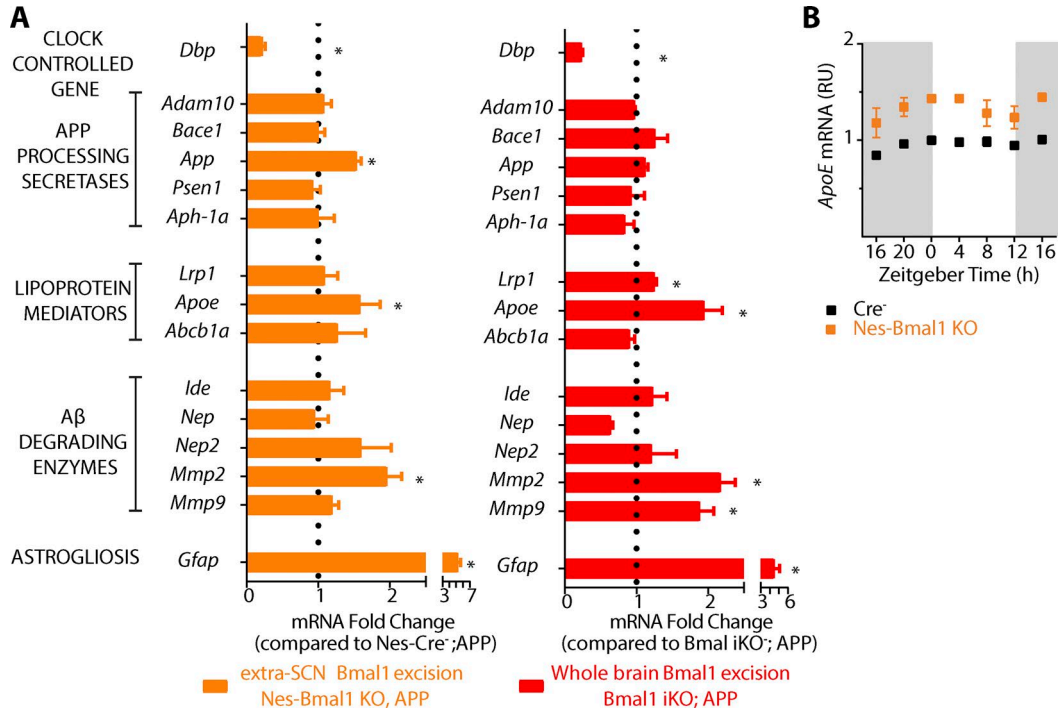 A
CLOCK
CONTROLLED
GENE
APP
PROCESSING
SECRETASES
LIPOPROTEIN
MEDIATORS
Aβ
DEGRADING
ENZYMES
ASTROGLIOSIS
Dbp
*
Adam10
Bace1
App
*
Psen1
Aph-1a
Lrp1
Apoe
*
Abcb1a
Ide
Nep
Nep2
Mmp2
*
Mmp9
Gfap
*
0 1 2 3 7
mRNA Fold Change
(compared to Nes-Cre⁻;APP)
extra-SCN Bmal1 excision
Nes-Bmal1 KO, APP
Dbp
*
Adam10
Bace1
App
Psen1
Aph-1a
Lrp1
*
Apoe
*
Abcb1a
Ide
Nep
Nep2
Mmp2
*
Mmp9
*
Gfap
*
0 1 2 3 6
mRNA Fold Change
(compared to Bmal iKO⁻; APP)
Whole brain Bmal1 excision
Bmal1 iKO; APP
B
2
1
ApoE mRNA (RU)
16 20 0 4 8 12 16
Zeitgeber Time (h)
Cre⁻
Nes-Bmal1 KO